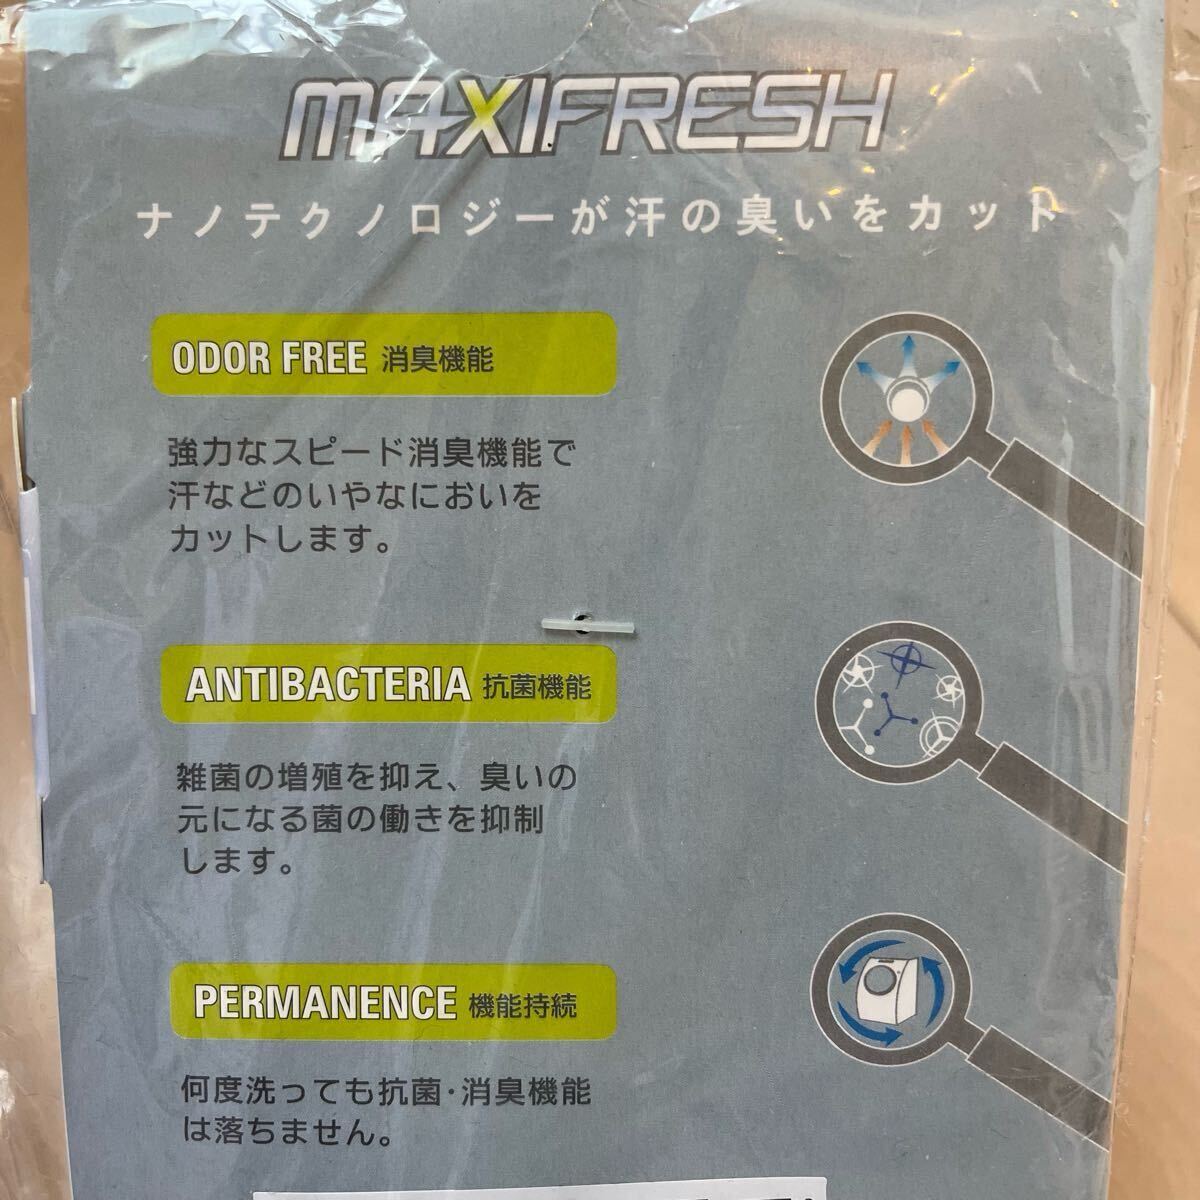 MAXIFRESH
ナノテクノロジーが汗の臭いをカット
ODOR FREE 消臭機能
強力なスピード消臭機能で
汗などのいやなにおいを
カットします。
ANTIBACTERIA 抗菌機能
雑菌の増殖を抑え、臭いの
元になる菌の働きを抑制
します。
PERMANENCE 機能持続
何度洗っても抗菌・消臭機能
は落ちません。